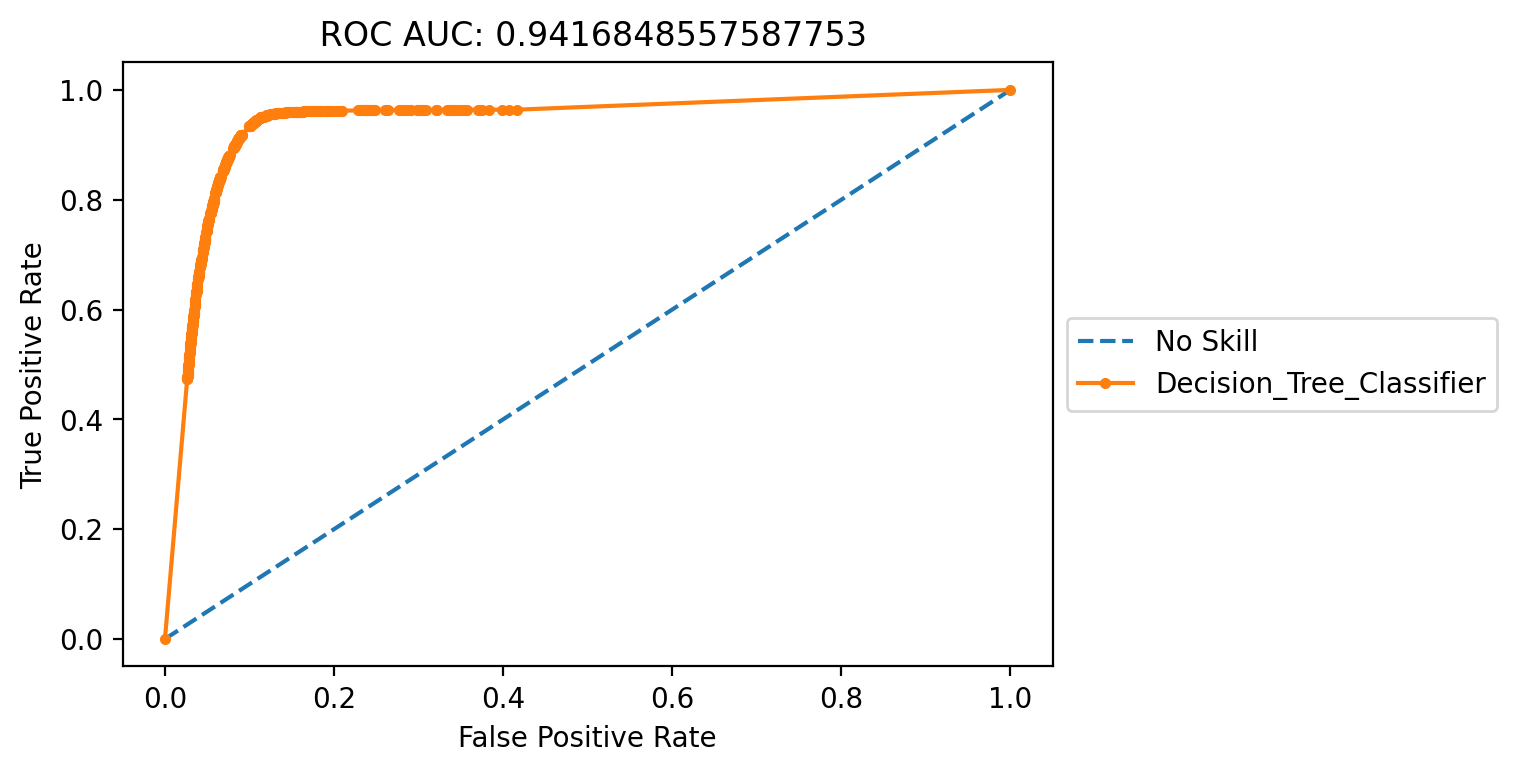 ROC AUC: 0.9416848557587753
1.0
0.8
0.6
0.4
0.2
0.0
True Positive Rate
0.0 0.2 0.4 0.6 0.8 1.0
False Positive Rate
No Skill
Decision_Tree_Classifier